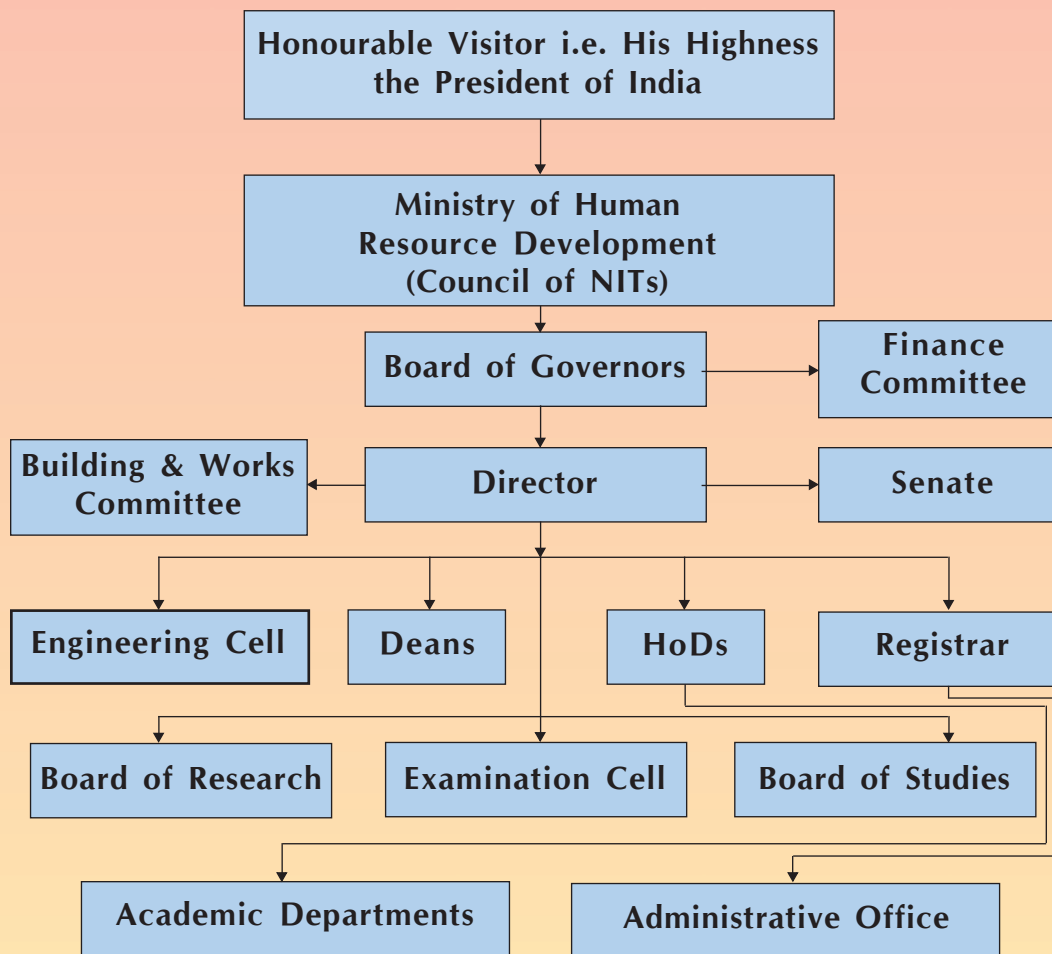 Honourable Visitor i.e. His Highness
the President of India
Ministry of Human
Resource Development
(Council of NITs)
Board of Governors
Finance
Committee
Building & Works
Committee
Director
Senate
Engineering Cell
Deans
HoDs
Registrar
Board of Research
Examination Cell
Board of Studies
Academic Departments
Administrative Office